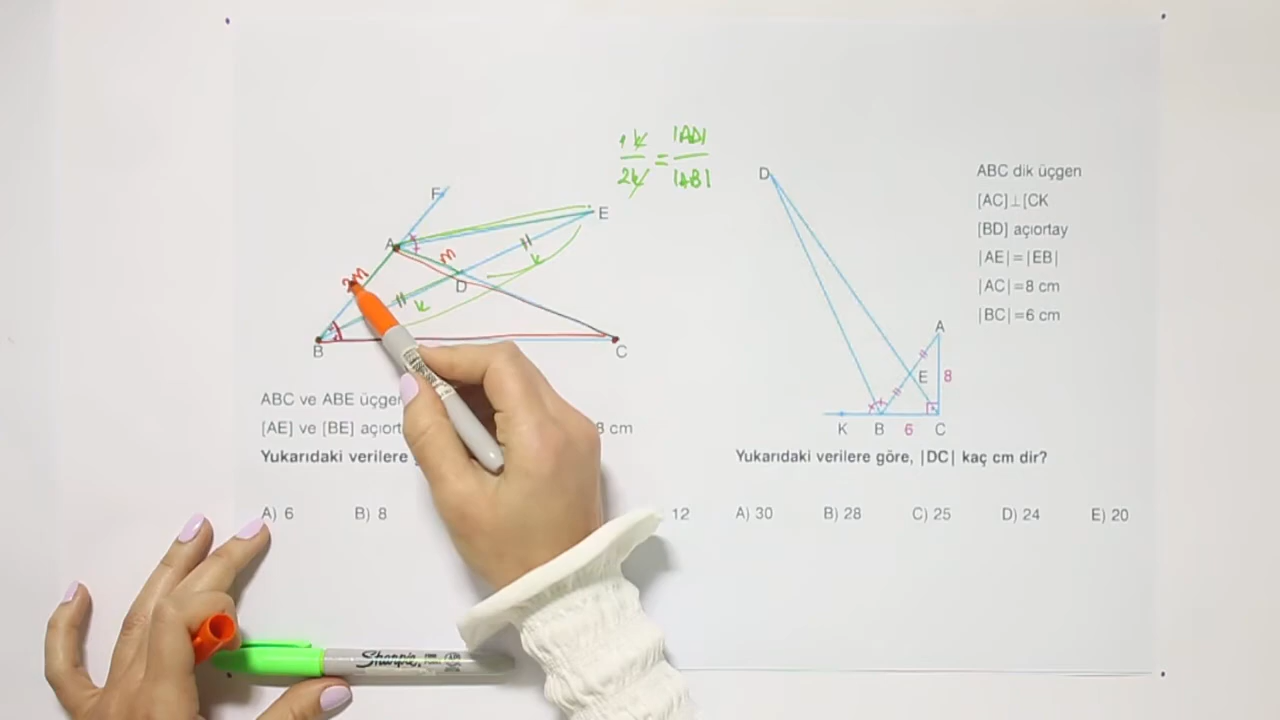 1k/2k = |AD|/|AB|
F
E
A
m
2m
D
k
k
B
C
ABC ve ABE üçgen
[AE] ve [BE] açıort
8 cm
Yukarıdaki verilere
A) 6
B) 8
12
D
ABC dik üçgen
[AC]⊥[CK
[BD] açıortay
|AE|=|EB|
|AC|=8 cm
|BC|=6 cm
A
E
8
K B 6 C
Yukarıdaki verilere göre, |DC| kaç cm dir?
A) 30 B) 28 C) 25 D) 24 E) 20
Sharpie